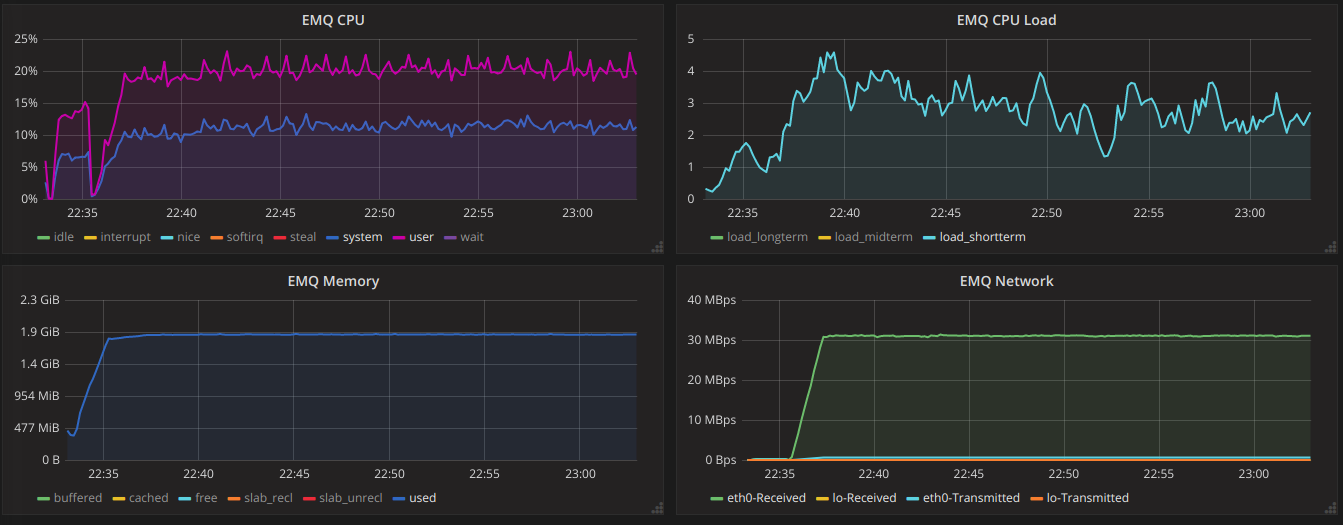 EMQ CPU
25%
20%
15%
10%
5%
0%
22:35 22:40 22:45 22:50 22:55 23:00
idle interrupt nice softirq steal system user wait
EMQ CPU Load
5
4
3
2
1
0
22:35 22:40 22:45 22:50 22:55 23:00
load_longterm load_midterm load_shortterm
EMQ Memory
2.3 GiB
1.9 GiB
1.4 GiB
954 MiB
477 MiB
0 B
22:35 22:40 22:45 22:50 22:55 23:00
buffered cached free slab_recl slab_unrecl used
EMQ Network
40 MBps
30 MBps
20 MBps
10 MBps
0 Bps
22:35 22:40 22:45 22:50 22:55 23:00
eth0-Received lo-Received eth0-Transmitted lo-Transmitted